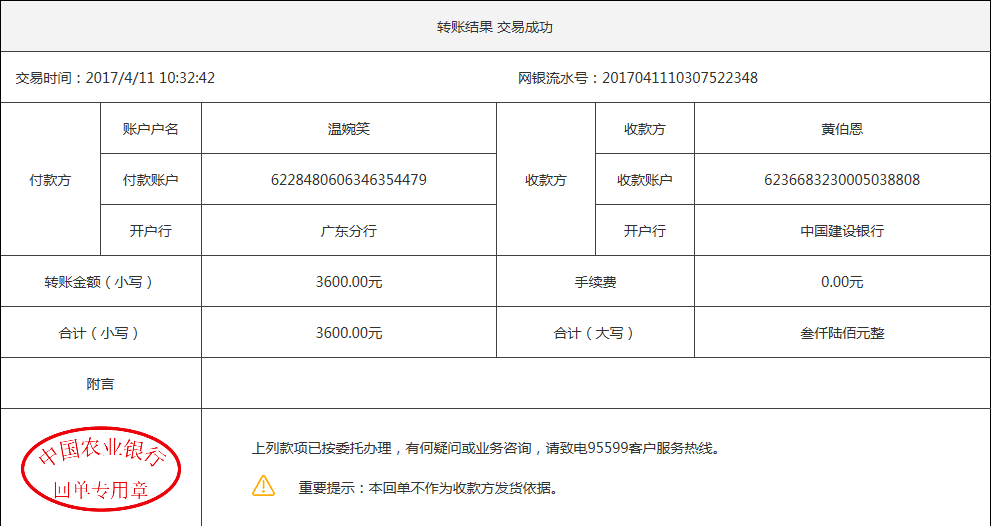 转账结果 交易成功
交易时间：2017/4/11 10:32:42 网银流水号：2017041110307522348
付款方 账户户名 温婉笑 收款方 收款方 黄伯恩
付款账户 6228480606346354479 收款账户 6236683230005038808
开户行 广东分行 开户行 中国建设银行
转账金额（小写） 3600.00元 手续费 0.00元
合计（小写） 3600.00元 合计（大写） 叁仟陆佰元整
附言
中国农业银行
回单专用章
上列款项已按委托办理，有何疑问或业务咨询，请致电95599客户服务热线。
重要提示：本回单不作为收款方发货依据。